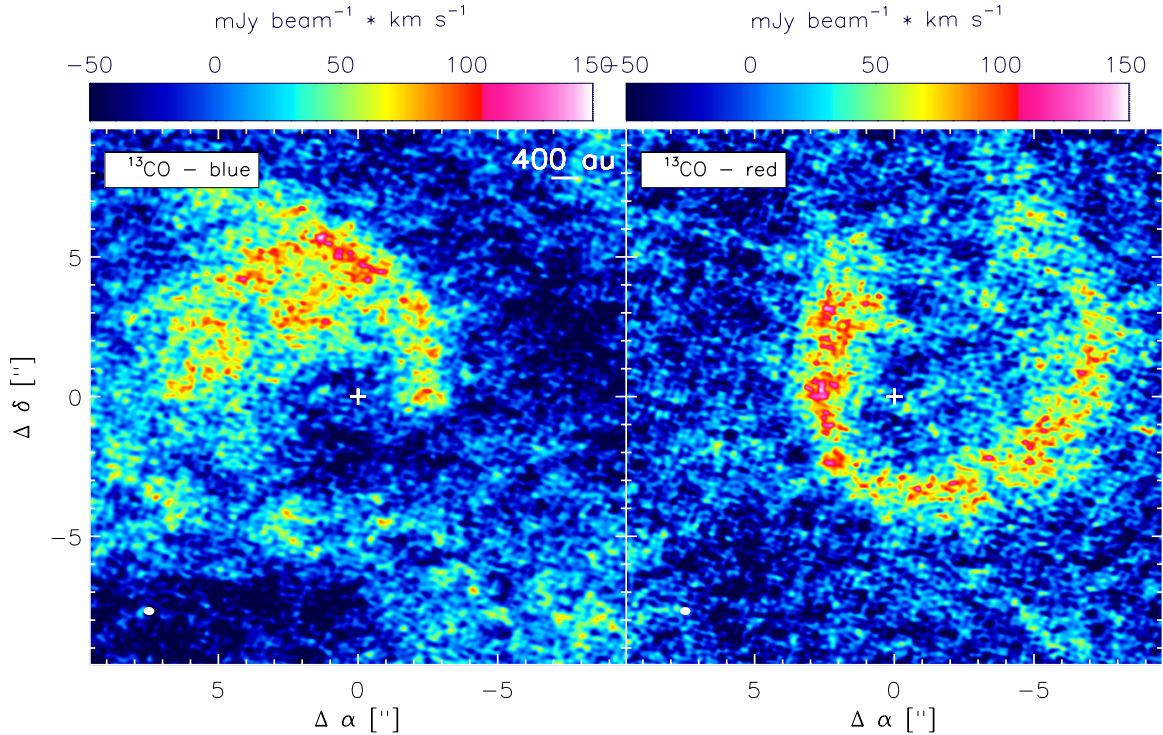 mJy beam⁻¹ * km s⁻¹ mJy beam⁻¹ * km s⁻¹
−50 0 50 100 150 −50 0 50 100 150
¹³CO − blue 400 au ¹³CO − red
5
0
−5
Δ δ ["]
5 0 −5 5 0 −5
Δ α ["] Δ α ["]